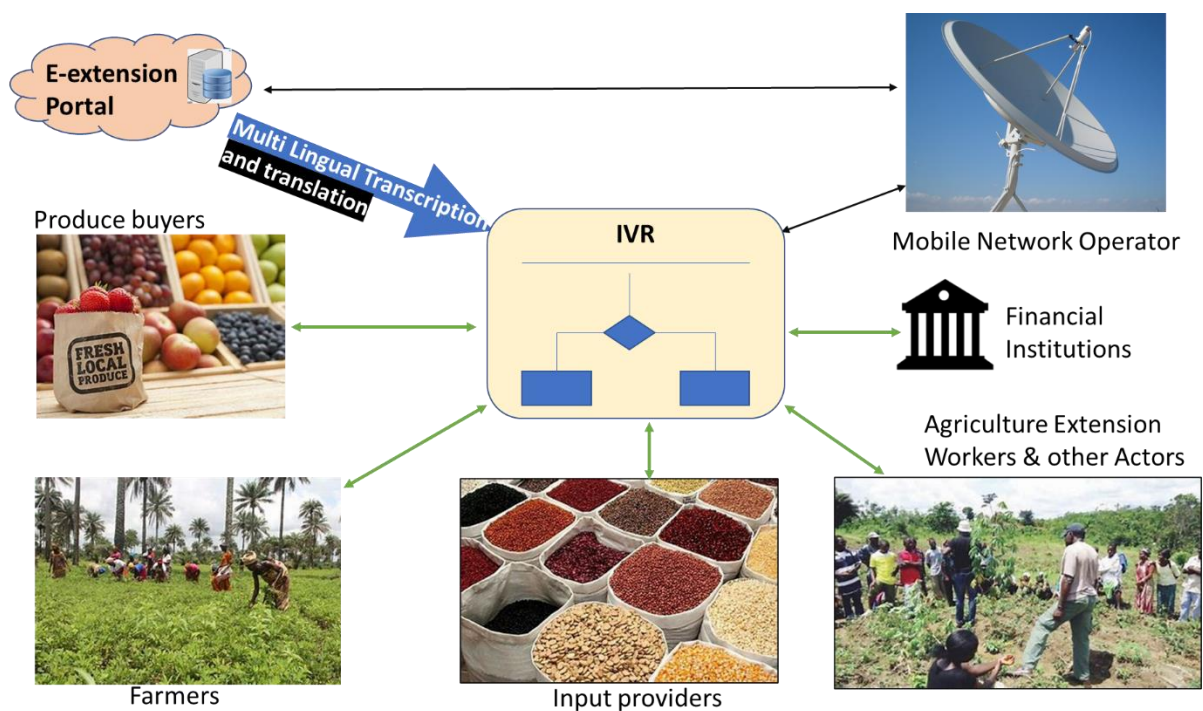 E-extension
Portal
Multi Lingual Transcription
and translation
Produce buyers
FRESH
LOCAL
PRODUCE
IVR
Mobile Network Operator
Financial
Institutions
Agriculture Extension
Workers & other Actors
Farmers
Input providers